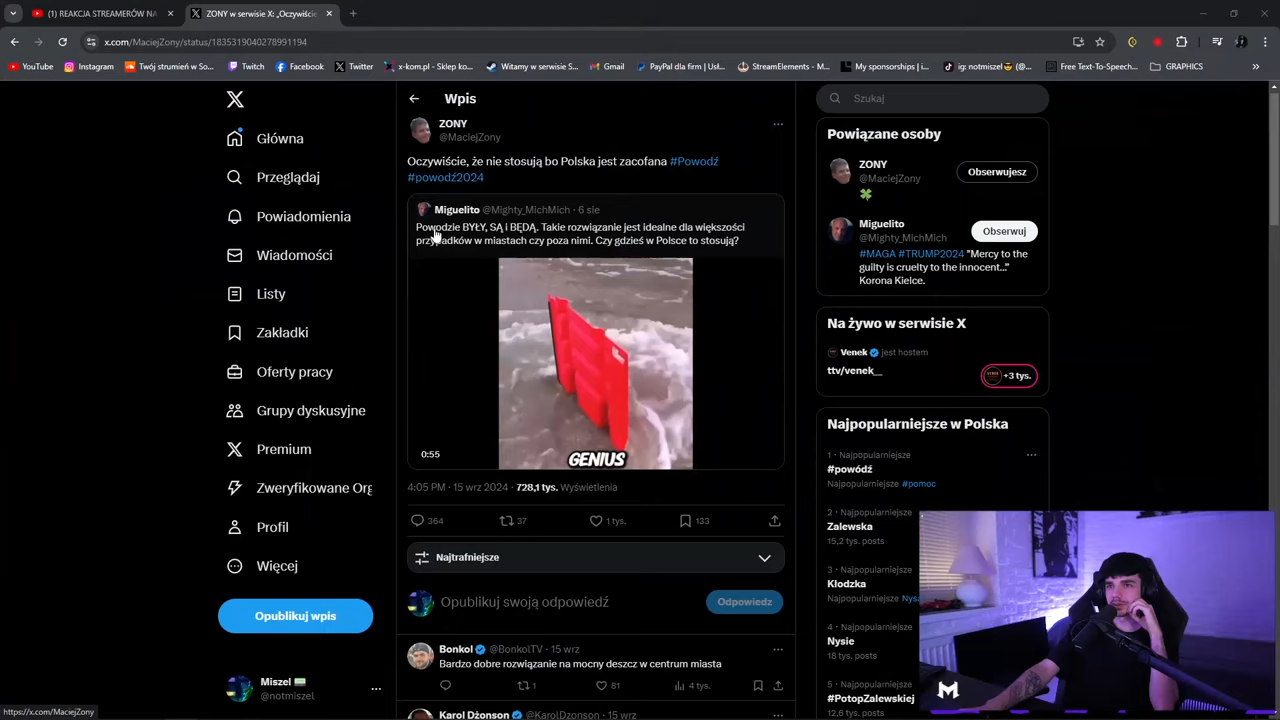 (1) REAKCJA STREAMERÓW NA
ZONY w serwisie X: „Oczywiście
x.com/MaciejZony/status/1835319040278991194
YouTube
Instagram
Twój strumień w So...
Twitch
Facebook
Twitter
x-kom.pl - Sklep ko...
Witamy w serwisie S...
Gmail
PayPal dla firm | Usł...
StreamElements - M...
My sponsorships | i...
ig: notmiszel😎 (@...
Free Text-To-Speech...
GRAPHICS
Główna
Przeglądaj
Powiadomienia
Wiadomości
Listy
Zakładki
Oferty pracy
Grupy dyskusyjne
Premium
Zweryfikowane Org
Profil
Więcej
Opublikuj wpis
Miszel
@notmiszel
https://x.com/MaciejZony
Wpis
ZONY
@MaciejZony
Oczywiście, że nie stosują bo Polska jest zacofana #Powodź
#powodź2024
Miguelito @Mighty_MichMich · 6 sie
Powodzie BYŁY, SĄ i BĘDĄ. Takie rozwiązanie jest idealne dla większości
przypadków w miastach czy poza nimi. Czy gdzieś w Polsce to stosują?
GENIUS
0:55
4:05 PM · 15 wrz 2024 · 728,1 tys. Wyświetlenia
364 37 1 tys. 133
Najtrafniejsze
Opublikuj swoją odpowiedź
Odpowiedz
Bonkol @BonkolTV · 15 wrz
Bardzo dobre rozwiązanie na mocny deszcz w centrum miasta
1 81 4 tys.
Karol Dżonson @KarolDzonson · 15 wrz
Szukaj
Powiązane osoby
ZONY
@MaciejZony
Obserwujesz
Miguelito
@Mighty_MichMich
Obserwuj
#MAGA #TRUMP2024 "Mercy to the
guilty is cruelty to the innocent..."
Korona Kielce.
Na żywo w serwisie X
Venek jest hostem
ttv/venek__
+3 tys.
Najpopularniejsze w Polska
1 · Najpopularniejsze
#powódź
Najpopularniejsze #pomoc
2 · Najpopularniejsze
Zalewska
15,2 tys. posts
3 · Najpopularniejsze
Kłodzka
Najpopularniejsze Nysa
4 · Najpopularniejsze
Nysie
18 tys. posts
5 · Najpopularniejsze
#PotopZalewskiej
12,6 tys. posts